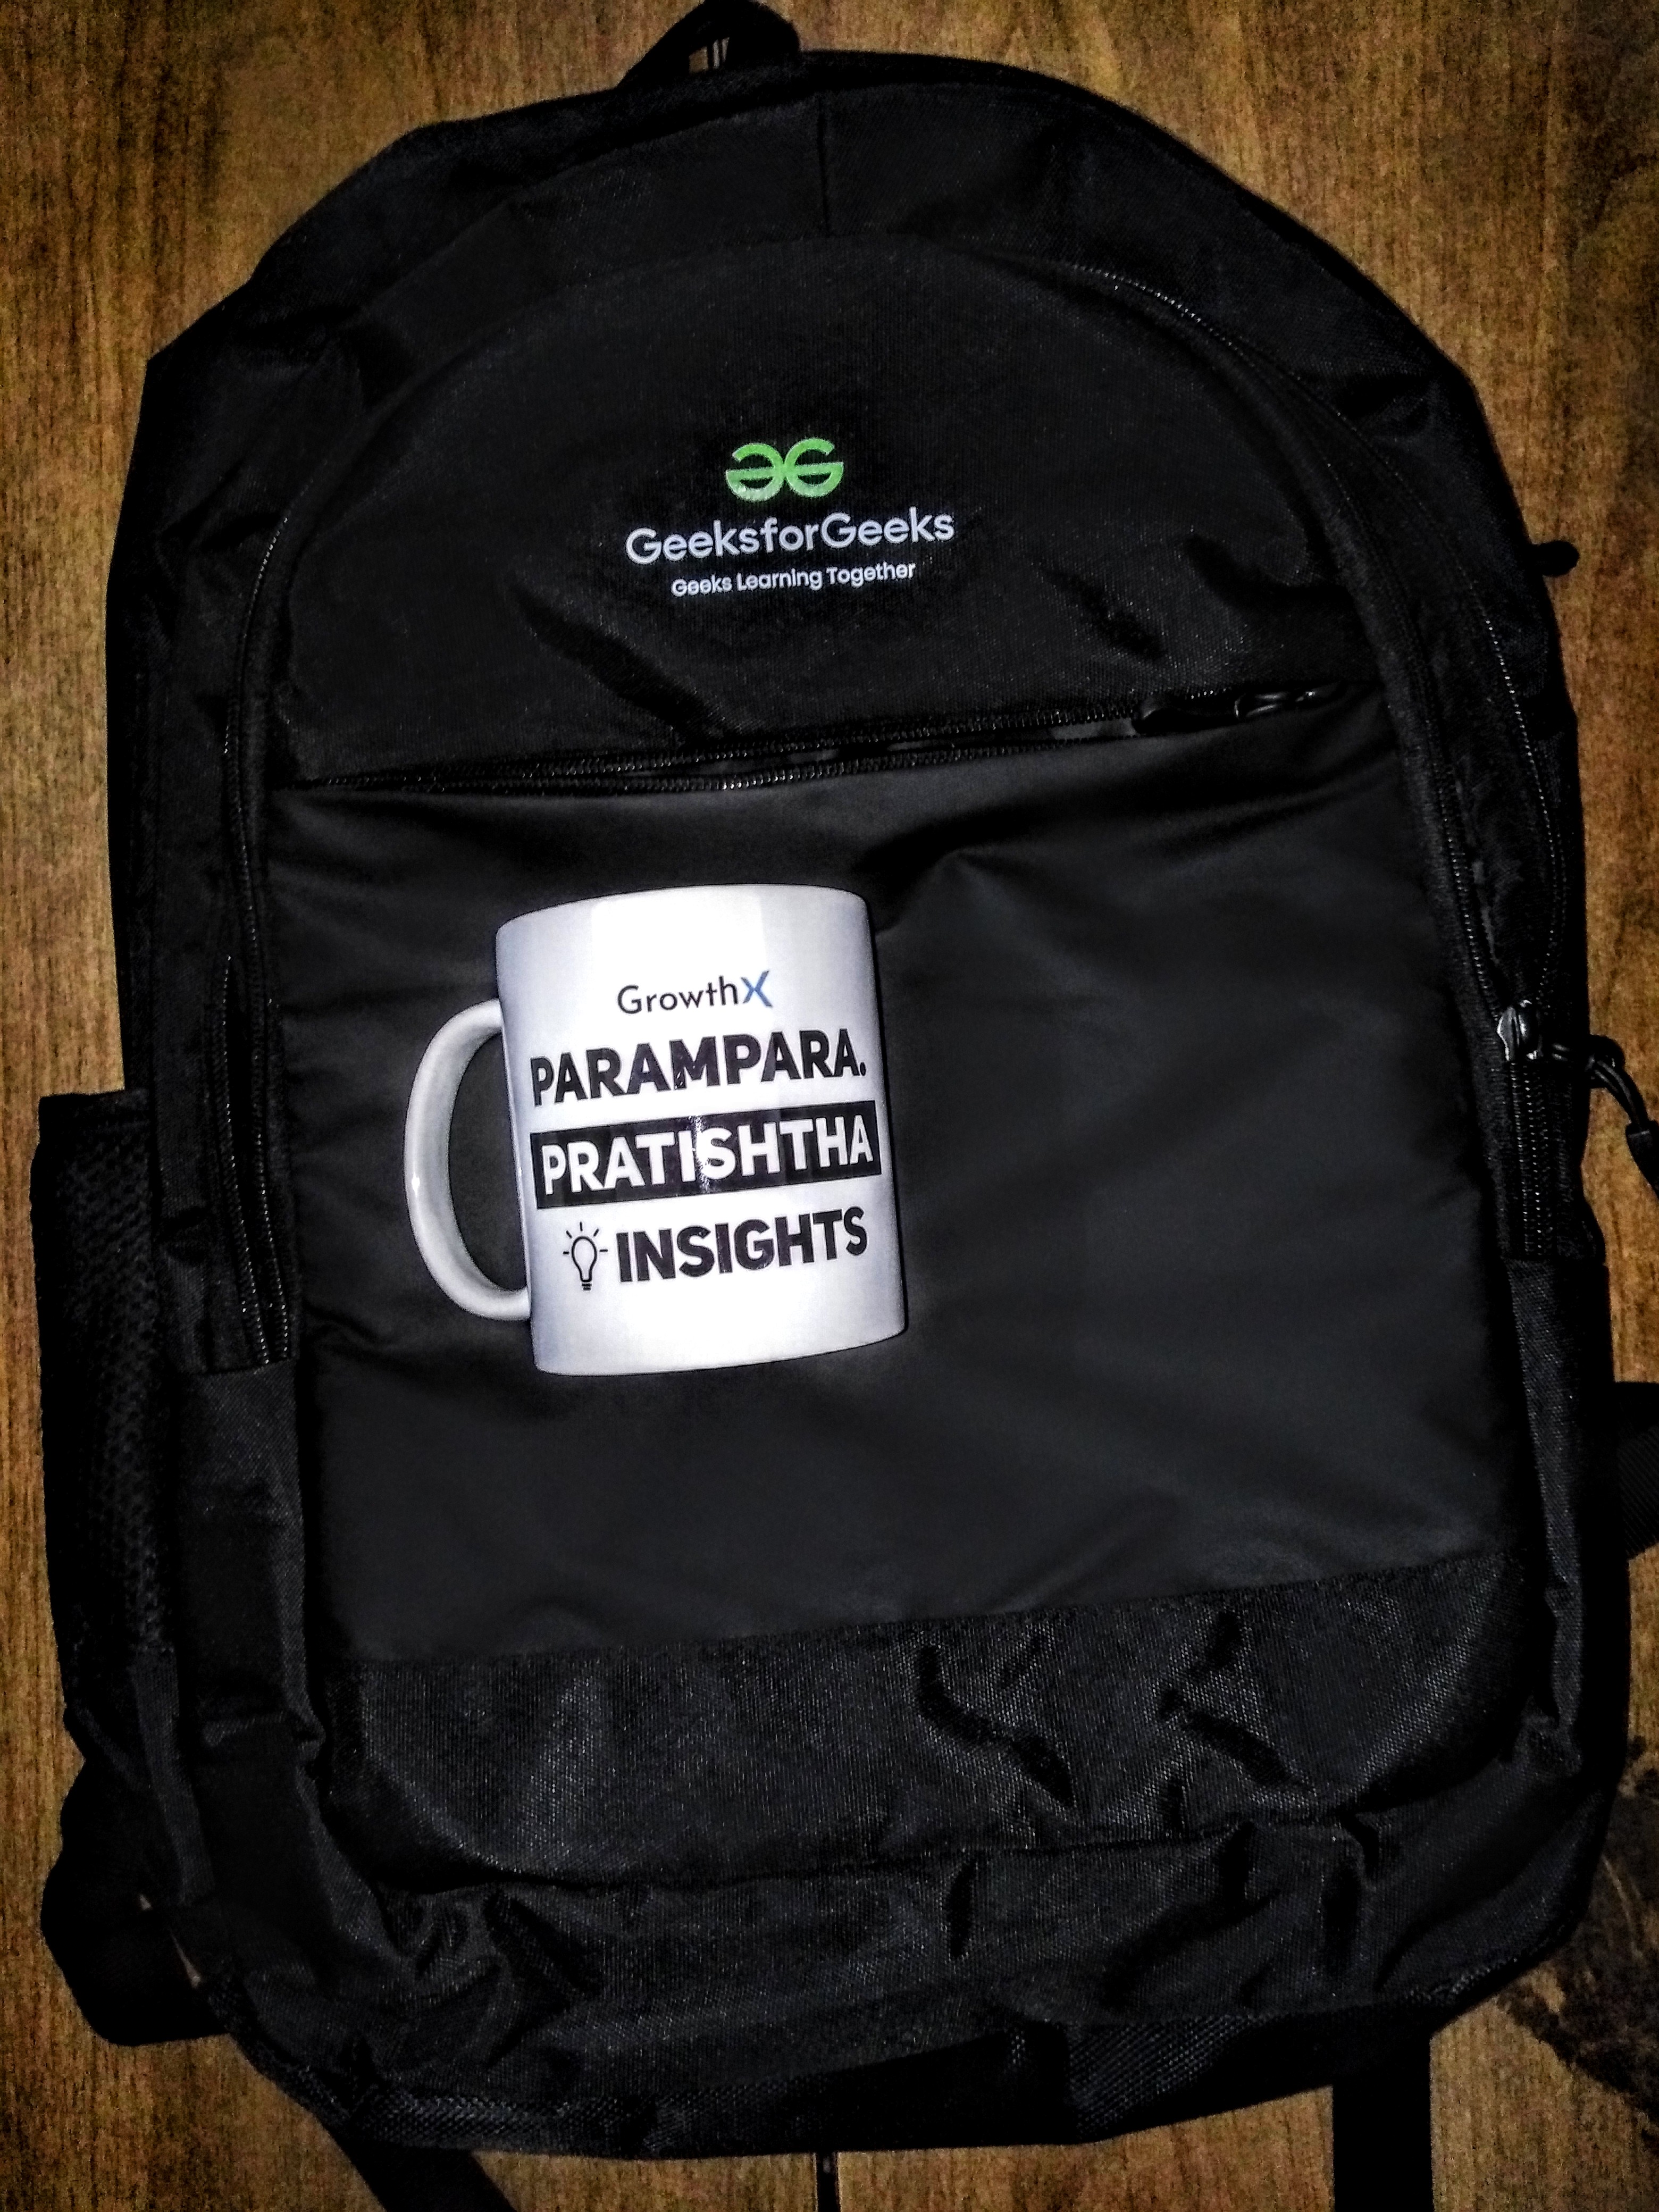 GeeksforGeeks
Geeks Learning Together
GrowthX
PARAMPARA.
PRATISHTHA
INSIGHTS